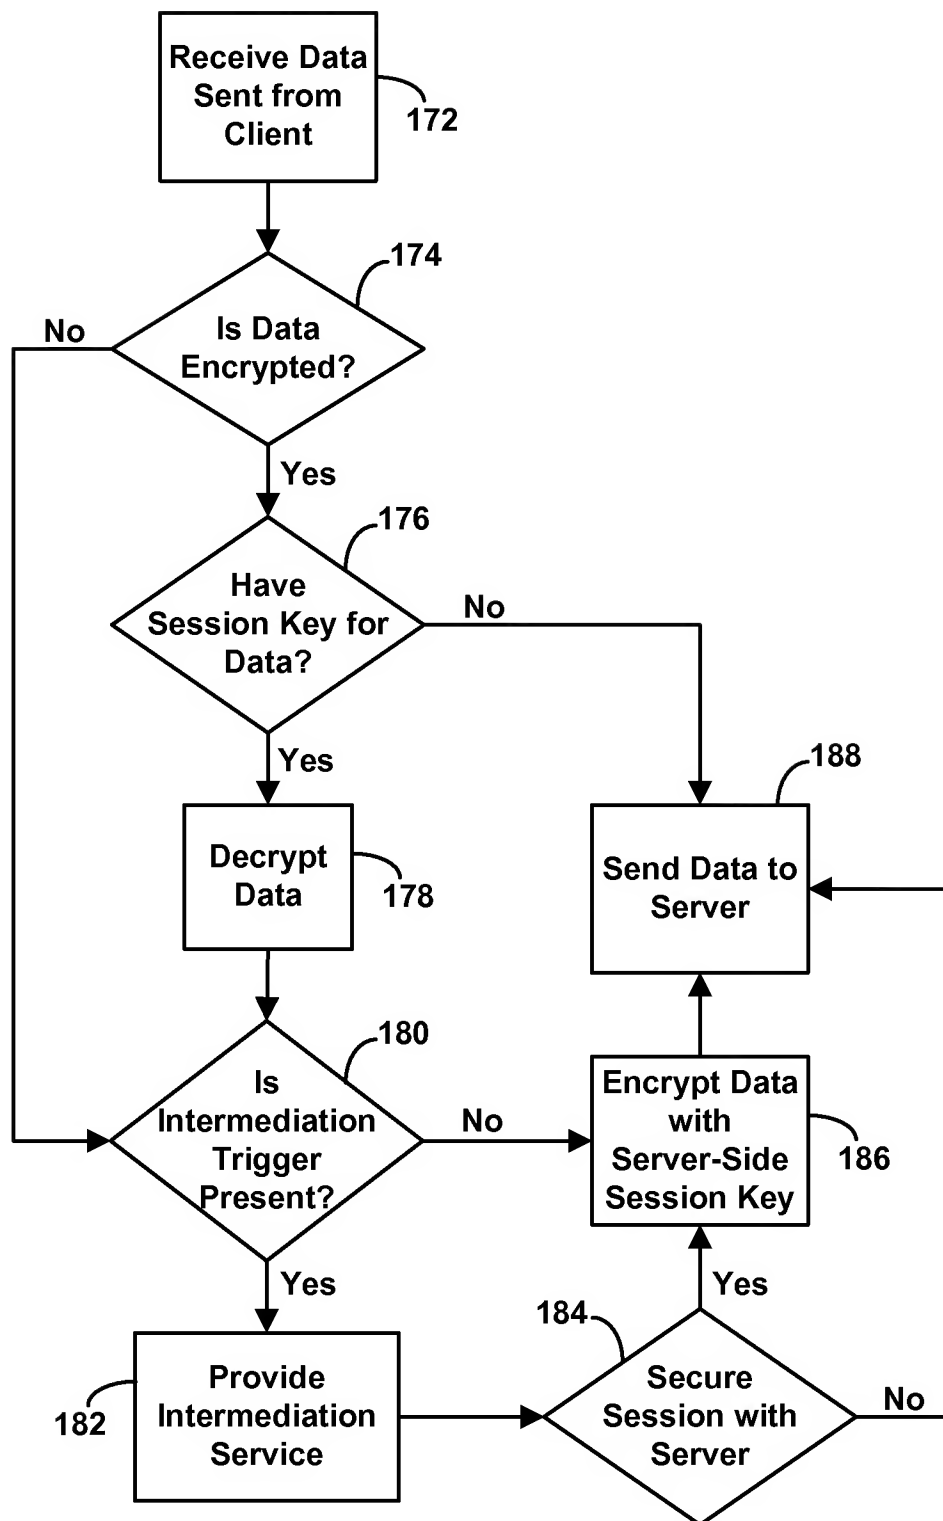 Receive Data
Sent from
Client
172
174
Is Data
Encrypted?
No
Yes
176
Have
Session Key for
Data?
No
Yes
188
Decrypt
Data
178
Send Data to
Server
180
Is
Intermediation
Trigger
Present?
No
Encrypt Data
with
Server-Side
Session Key
186
Yes
Yes
184
Provide
Intermediation
Service
182
Secure
Session with
Server
No